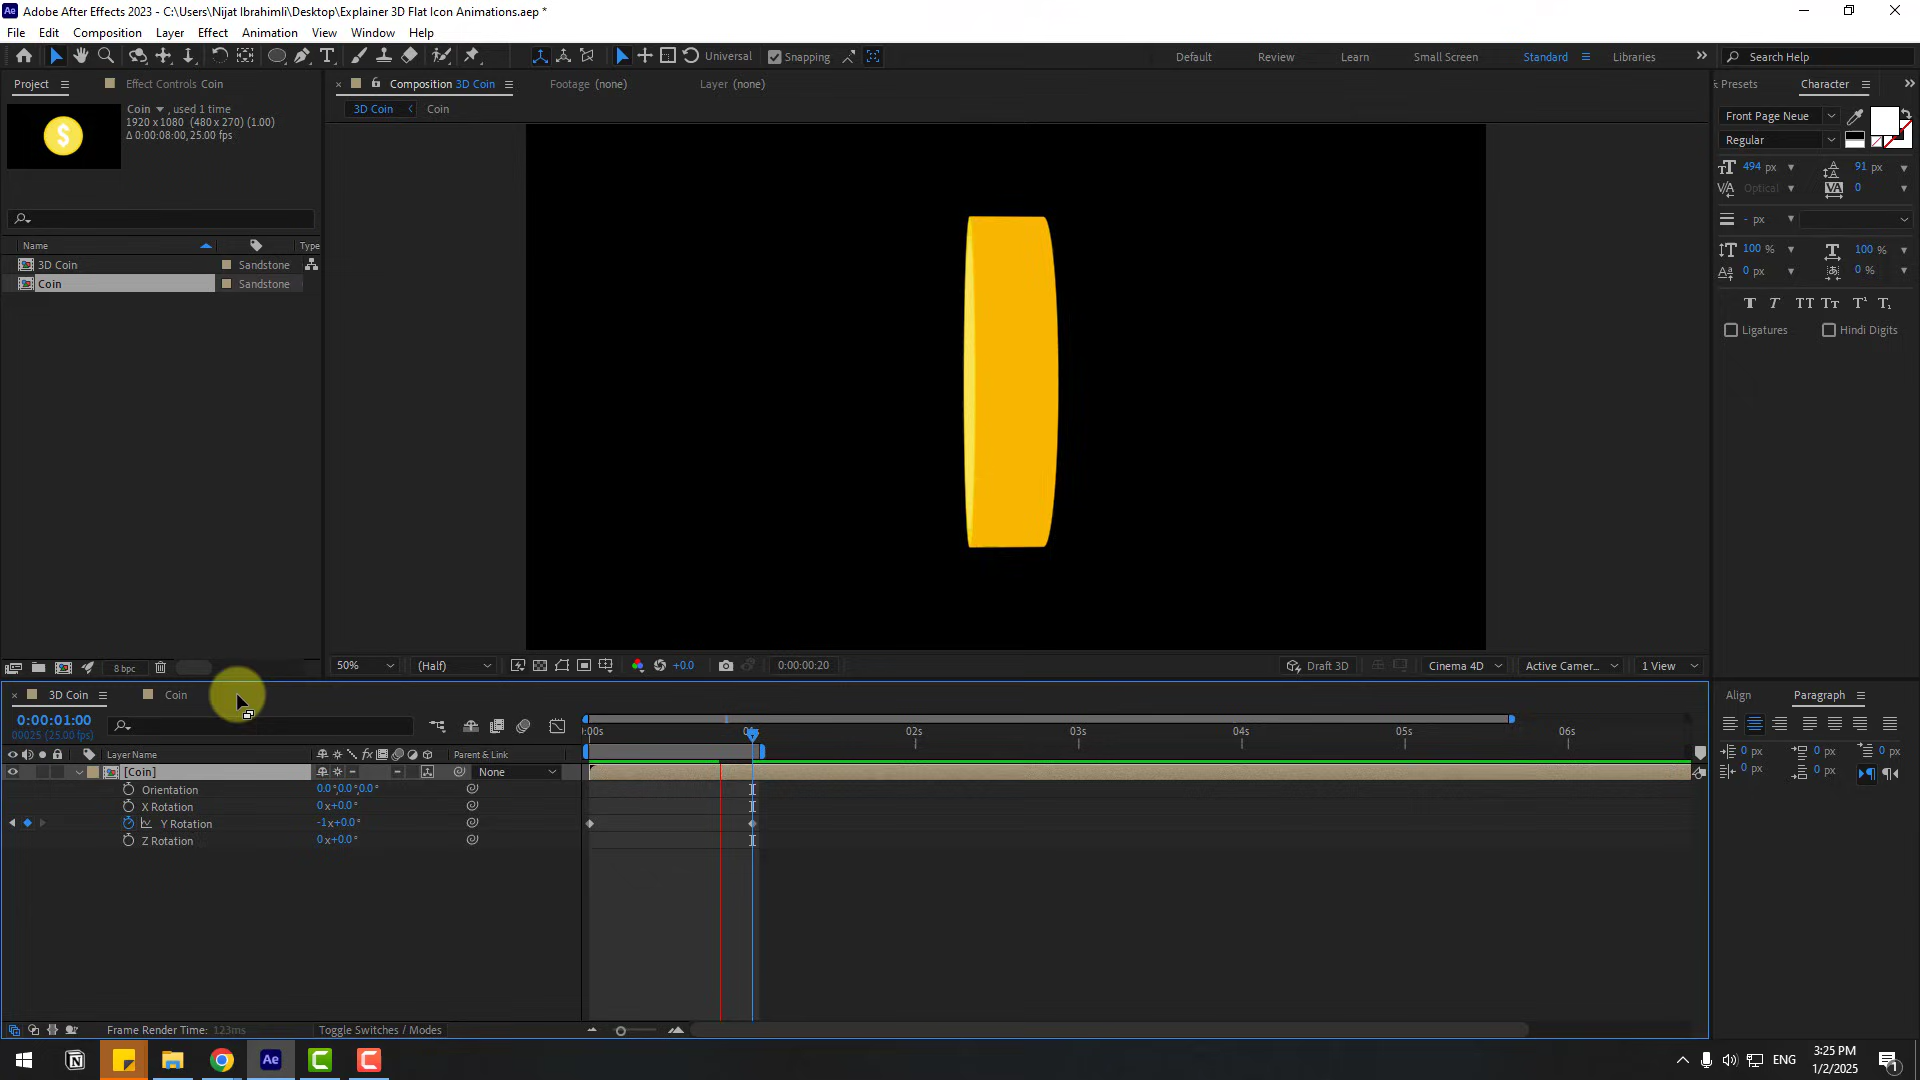 Adobe After Effects 2023 - C:\Users\Nijat Ibrahimli\Desktop\Explainer 3D Flat Icon Animations.aep *
File Edit Composition Layer Effect Animation View Window Help
Universal Snapping Default Review Learn Small Screen Standard Libraries Search Help
Project Effect Controls Coin Composition 3D Coin Footage (none) Layer (none) Presets Character
Coin , used 1 time
1920 x 1080 (480 x 270) (1.00)
Δ 0:00:08:00, 25.00 fps
3D Coin Coin
Front Page Neue
Regular
494 px 91 px
Optical 0
- px
100 % 100 %
0 px 0 %
Ligatures Hindi Digits
Name Type
3D Coin Sandstone
Coin Sandstone
8 bpc 50% (Half) +0.0 0:00:00:20 Draft 3D Cinema 4D Active Camer... 1 View
3D Coin Coin Align Paragraph
0:00:01:00
00025 (25.00 fps)
:00s 02s 03s 04s 05s 06s
Layer Name Parent & Link
[Coin] None
Orientation 0.0°,0.0°,0.0°
X Rotation 0x+0.0°
Y Rotation -1x+0.0°
Z Rotation 0x+0.0°
0 px 0 px 0 px
0 px 0 px
Frame Render Time: 123ms Toggle Switches / Modes
Ae ENG 3:25 PM
1/2/2025